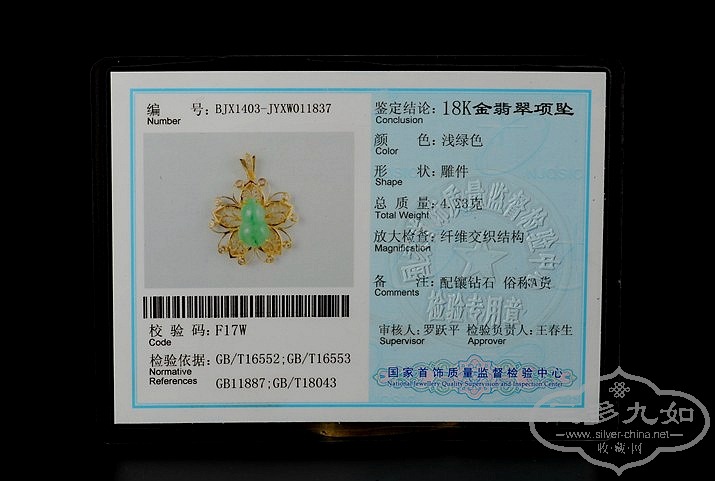 编 号: BJX1403-JYXW011837
Number
校 验 码: F17W
Code
检验依据: GB/T16552;GB/T16553
Normative
References GB11887;GB/T18043
鉴定结论: 18K金翡翠项坠
Conclusion
颜 色: 浅绿色
Color
形 状: 雕件
Shape
总 质 量: 4.23克
Total Weight
放大检查: 纤维交织结构
Magnification
备 注: 配镶钻石 俗称A货
Comments
审核人: 罗跃平 检验负责人: 王春生
Supervisor Approver
国家首饰质量监督检验中心
National Jewellery Quality Supervision and Inspection Center
检验专用章
九如
www.silver-china.net
收·藏·网